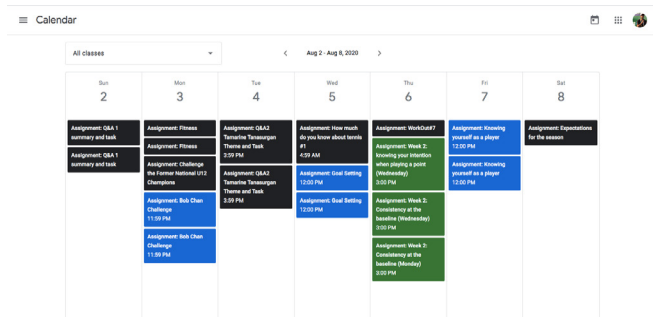 Calendar
All classes
Aug 2 - Aug 8, 2020
Sun
2
Mon
3
Tue
4
Wed
5
Thu
6
Fri
7
Sat
8
Assignment: Q&A 1
summary and task
Assignment: Q&A 1
summary and task
Assignment: Fitness
Assignment: Fitness
Assignment: Challenge
the Former National U12
Champions
Assignment: Bob Chan
Challenge
11:59 PM
Assignment: Bob Chan
Challenge
11:59 PM
Assignment: Q&A2
Tamarine Tanasurgan
Theme and Task
3:59 PM
Assignment: Q&A2
Tamarine Tanasurgan
Theme and Task
3:59 PM
Assignment: How much
do you know about tennis
#1
4:59 AM
Assignment: Goal Setting
12:00 PM
Assignment: Goal Setting
12:00 PM
Assignment: WorkOut#7
Assignment: Week 2:
knowing your intention
when playing a point
(Wednesday)
3:00 PM
Assignment: Week 2:
Consistency at the
baseline (Wednesday)
3:00 PM
Assignment: Week 2:
Consistency at the
baseline (Monday)
3:00 PM
Assignment: Knowing
yourself as a player
12:00 PM
Assignment: Knowing
yourself as a player
12:00 PM
Assignment: Expectations
for the season